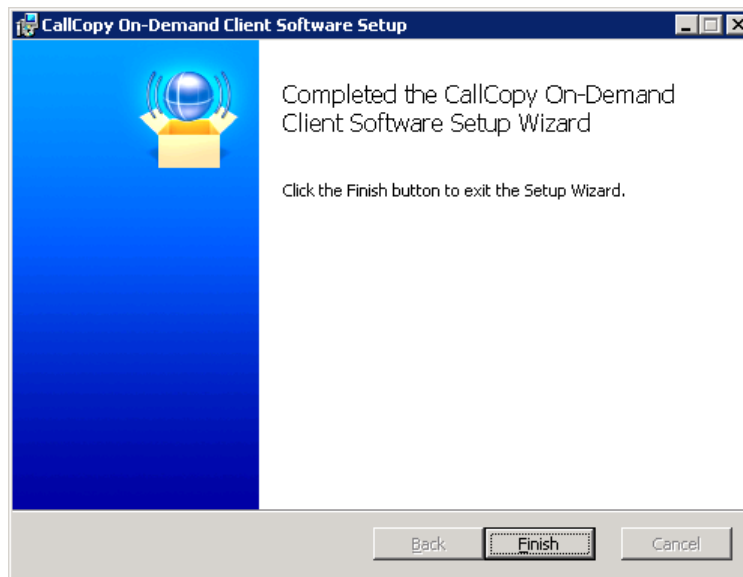 CallCopy On-Demand Client Software Setup
Completed the CallCopy On-Demand
Client Software Setup Wizard
Click the Finish button to exit the Setup Wizard.
Back Finish Cancel